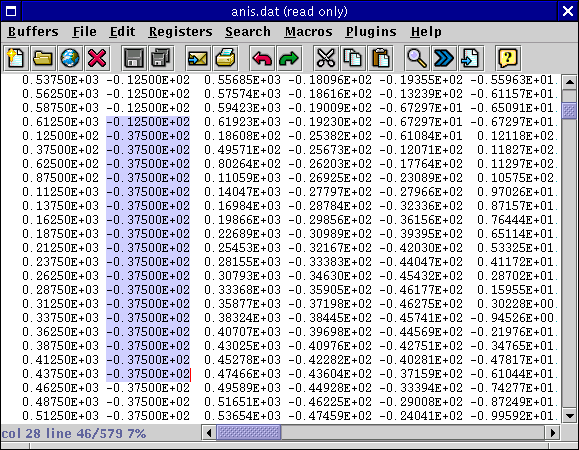 anis.dat (read only)
Buffers File Edit Registers Search Macros Plugins Help
0.53750E+03 -0.12500E+02 0.55685E+03 -0.18096E+02 -0.19355E+02 -0.55963E+01
0.56250E+03 -0.12500E+02 0.57574E+03 -0.18616E+02 -0.13239E+02 -0.61157E+01
0.58750E+03 -0.12500E+02 0.59423E+03 -0.19009E+02 -0.67297E+01 -0.65091E+01
0.61250E+03 -0.12500E+02 0.61923E+03 -0.19230E+02 -0.67297E+01 -0.67297E+01
0.12500E+02 -0.37500E+02 0.18608E+02 -0.25382E+02 -0.61084E+01 0.12118E+02
0.37500E+02 -0.37500E+02 0.49571E+02 -0.25673E+02 -0.12071E+02 0.11827E+02
0.62500E+02 -0.37500E+02 0.80264E+02 -0.26203E+02 -0.17764E+02 0.11297E+02
0.87500E+02 -0.37500E+02 0.11059E+03 -0.26925E+02 -0.23089E+02 0.10575E+02
0.11250E+03 -0.37500E+02 0.14047E+03 -0.27797E+02 -0.27966E+02 0.97026E+01
0.13750E+03 -0.37500E+02 0.16984E+03 -0.28784E+02 -0.32336E+02 0.87157E+01
0.16250E+03 -0.37500E+02 0.19866E+03 -0.29856E+02 -0.36156E+02 0.76444E+01
0.18750E+03 -0.37500E+02 0.22689E+03 -0.30989E+02 -0.39395E+02 0.65114E+01
0.21250E+03 -0.37500E+02 0.25453E+03 -0.32167E+02 -0.42030E+02 0.53325E+01
0.23750E+03 -0.37500E+02 0.28155E+03 -0.33383E+02 -0.44047E+02 0.41172E+01
0.26250E+03 -0.37500E+02 0.30793E+03 -0.34630E+02 -0.45432E+02 0.28702E+01
0.28750E+03 -0.37500E+02 0.33368E+03 -0.35905E+02 -0.46177E+02 0.15955E+01
0.31250E+03 -0.37500E+02 0.35877E+03 -0.37198E+02 -0.46275E+02 0.30228E+00
0.33750E+03 -0.37500E+02 0.38324E+03 -0.38445E+02 -0.45741E+02 -0.94526E+00
0.36250E+03 -0.37500E+02 0.40707E+03 -0.39698E+02 -0.44569E+02 -0.21976E+01
0.38750E+03 -0.37500E+02 0.43025E+03 -0.40976E+02 -0.42751E+02 -0.34765E+01
0.41250E+03 -0.37500E+02 0.45278E+03 -0.42282E+02 -0.40281E+02 -0.47817E+01
0.43750E+03 -0.37500E+02 0.47466E+03 -0.43604E+02 -0.37159E+02 -0.61044E+01
0.46250E+03 -0.37500E+02 0.49589E+03 -0.44928E+02 -0.33394E+02 -0.74277E+01
0.48750E+03 -0.37500E+02 0.51651E+03 -0.46225E+02 -0.29008E+02 -0.87249E+01
0.51250E+03 -0.37500E+02 0.53654E+03 -0.47459E+02 -0.24041E+02 -0.99592E+01
col 28 line 46/579 7%